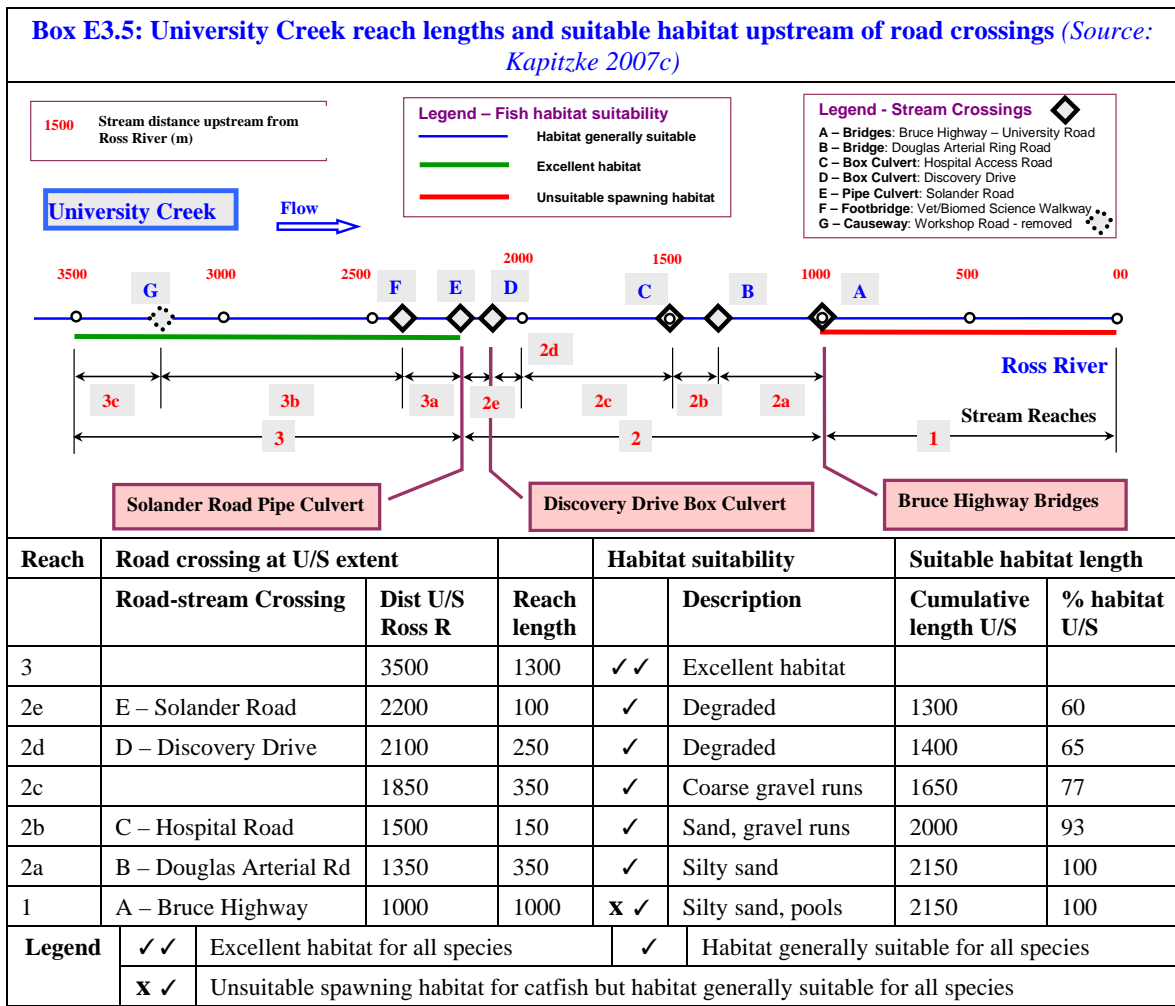 Box E3.5: University Creek reach lengths and suitable habitat upstream of road crossings (Source:
Kapitzke 2007c)
1500 Stream distance upstream from
Ross River (m)
Legend – Fish habitat suitability
Habitat generally suitable
Excellent habitat
Unsuitable spawning habitat
Legend - Stream Crossings
A – Bridges: Bruce Highway – University Road
B – Bridge: Douglas Arterial Ring Road
C – Box Culvert: Hospital Access Road
D – Box Culvert: Discovery Drive
E – Pipe Culvert: Solander Road
F – Footbridge: Vet/Biomed Science Walkway
G – Causeway: Workshop Road - removed
University Creek
Flow
3500 3000 2500 2000 1500 1000 500 00
G F E D C B A
2d
Ross River
3c 3b 3a 2e 2c 2b 2a
Stream Reaches
3 2 1
Solander Road Pipe Culvert
Discovery Drive Box Culvert
Bruce Highway Bridges
Reach Road crossing at U/S extent Habitat suitability Suitable habitat length
Road-stream Crossing Dist U/S Reach Description Cumulative % habitat
Ross R length length U/S U/S
3 3500 1300 ✓✓ Excellent habitat
2e E – Solander Road 2200 100 ✓ Degraded 1300 60
2d D – Discovery Drive 2100 250 ✓ Degraded 1400 65
2c 1850 350 ✓ Coarse gravel runs 1650 77
2b C – Hospital Road 1500 150 ✓ Sand, gravel runs 2000 93
2a B – Douglas Arterial Rd 1350 350 ✓ Silty sand 2150 100
1 A – Bruce Highway 1000 1000 x ✓ Silty sand, pools 2150 100
Legend ✓✓ Excellent habitat for all species ✓ Habitat generally suitable for all species
x ✓ Unsuitable spawning habitat for catfish but habitat generally suitable for all species